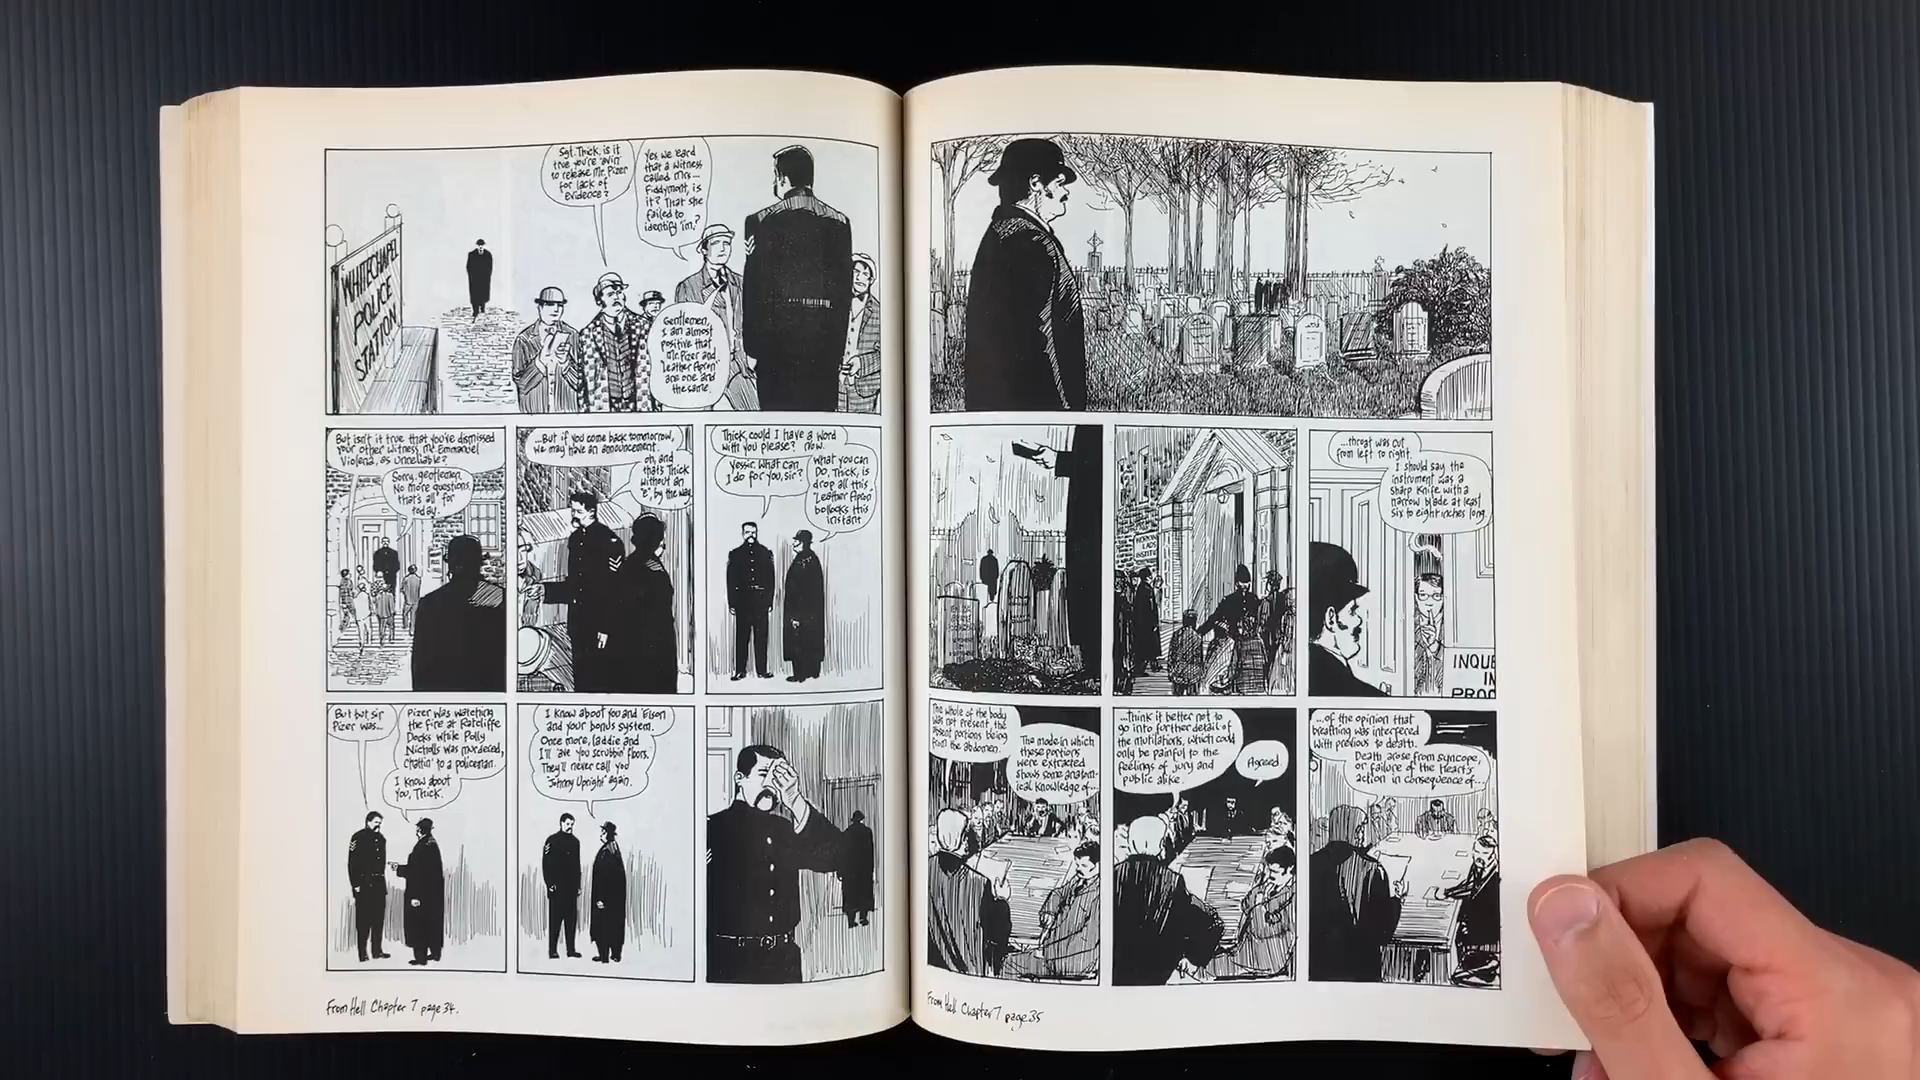 Sgt. Thick, is it
true you're 'avin'
to release Mr. Pizer
for lack of
evidence?
Yes, we 'eard
that a witness
called Mrs...
Fiddymont, is
it? That she
failed to
identify 'im?
WHITECHAPEL
POLICE
STATION
Gentlemen,
I am almost
positive that
Mr. Pizer and
"Leather Apron"
are one and
the same.
But isn't it true that you've dismissed
your other witness, Mr. Emmanuel
Violena, as unreliable?
Sorry, gentlemen.
No more questions,
that's all for
today.
...But if you come back tomorrow,
we may have an announcement.
Oh, and
that's Thick
without an
"e", by the way.
Thick, could I have a word
with you please? Now.
Yessir. What can
I do for you, sir?
What you can
Do, Thick, is
drop all this
"Leather Apron"
bollocks this
instant
But but sir
Pizer was...
Pizer was watching
the fire at Ratcliffe
Docks while Polly
Nicholls was murdered,
chattin' to a policeman.
I know about
you, Thick.
I know about you and 'Elson
and your bonus system.
Once more, laddie and
I'll 'ave you scrubbin' floors.
They'll never call you
"Johnny Upright" again.
From Hell Chapter 7 page 34.
...throat was cut
from left to right.
I should say the
instrument was a
sharp knife with a
narrow blade at least
six to eight inches long.
LADS
INSTITUTE
INQUE
IN
PROC
The whole of the body
was not present, the
absent portions being
from the abdomen.
The mode in which
these portions
were extracted
shows some anatom-
ical knowledge of...
...Think it better not to
go into further detail of
the mutilations, which could
only be painful to the
feelings of jury and
public alike.
Agreed.
...of the opinion that
breathing was interfered
with previous to death.
Death arose from syncope,
or failure of the heart's
action in consequence of...
From Hell Chapter 7 page 35